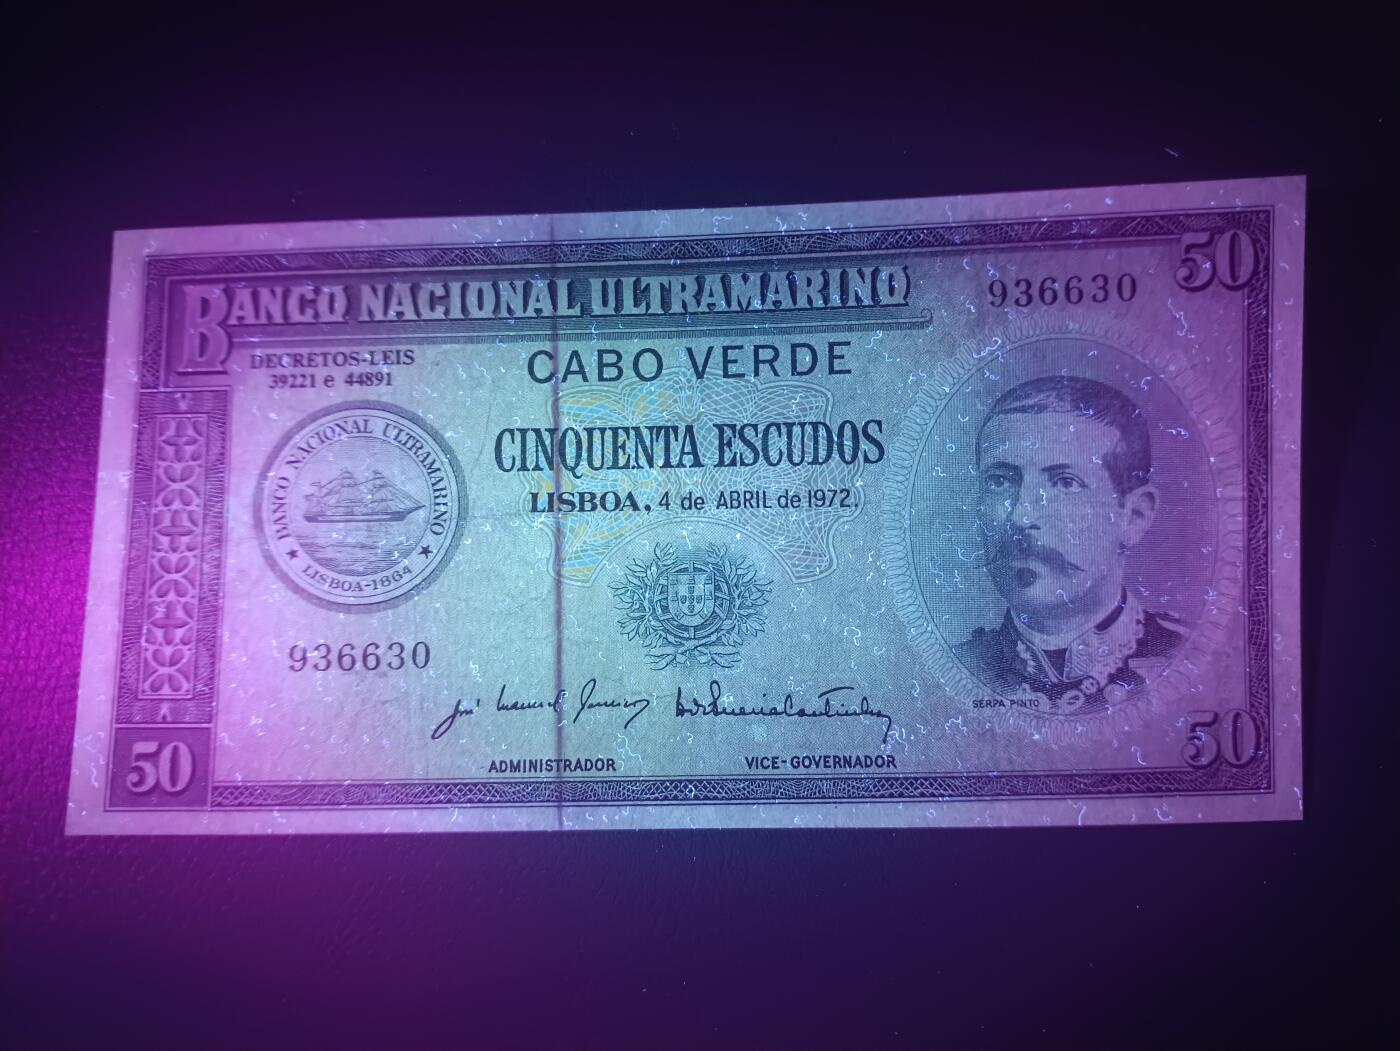 BANCO NACIONAL ULTRAMARINO
936630
50
DECRETOS-LEIS
39221 e 44891
CABO VERDE
CINQUENTA ESCUDOS
LISBOA, 4 de ABRIL de 1972.
BANCO NACIONAL ULTRAMARINO
★ LISBOA-1864 ★
936630
SERPA PINTO
50
ADMINISTRADOR
VICE-GOVERNADOR
50